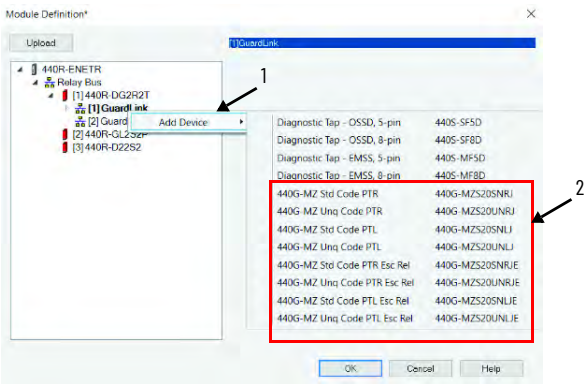 Module Definition*
Upload
[1]GuardLink
440R-ENETR
Relay Bus
[1] 440R-DG2R2T
[1] GuardLink
[2] Guard
[2] 440R-GL2S2P
[3] 440R-D22S2
Add Device
1
Diagnostic Tap - OSSD, 5-pin 440S-SF5D
Diagnostic Tap - OSSD, 8-pin 440S-SF8D
Diagnostic Tap - EMSS, 5-pin 440S-MF5D
Diagnostic Tap - EMSS, 8-pin 440S-MF8D
440G-MZ Std Code PTR 440G-MZS20SNRJ
440G-MZ Unq Code PTR 440G-MZS20UNRJ
440G-MZ Std Code PTL 440G-MZS20SNLJ
440G-MZ Unq Code PTL 440G-MZS20UNLJ
440G-MZ Std Code PTR Esc Rel 440G-MZS20SNRJE
440G-MZ Unq Code PTR Esc Rel 440G-MZS20UNRJE
440G-MZ Std Code PTL Esc Rel 440G-MZS20SNLJE
440G-MZ Unq Code PTL Esc Rel 440G-MZS20UNLJE
2
OK
Cancel
Help